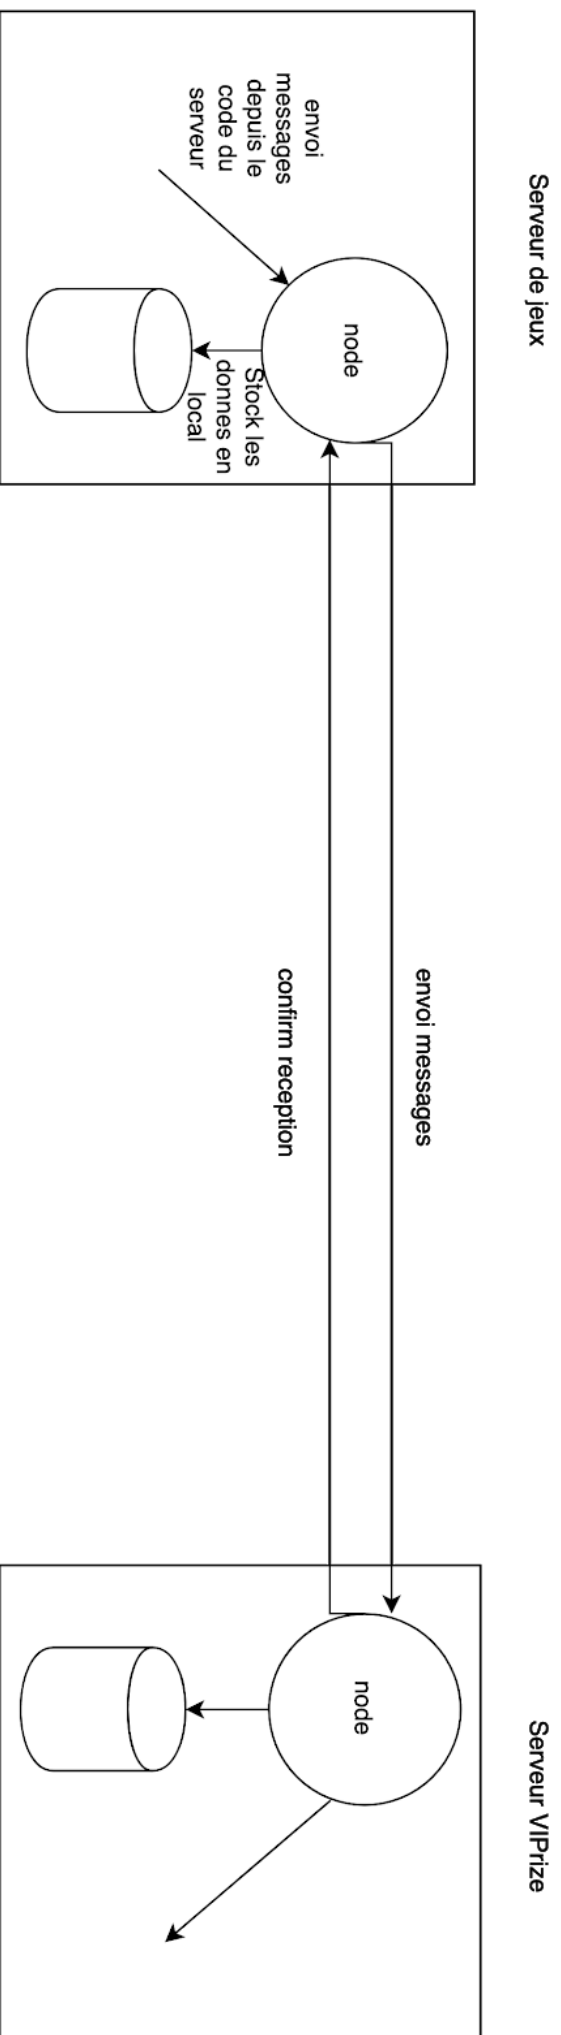 Serveur de jeux
Serveur VIPrize
envoi
messages
depuis le
code du
serveur
node
Stock les
donnes en
local
envoi messages
confirm reception
node